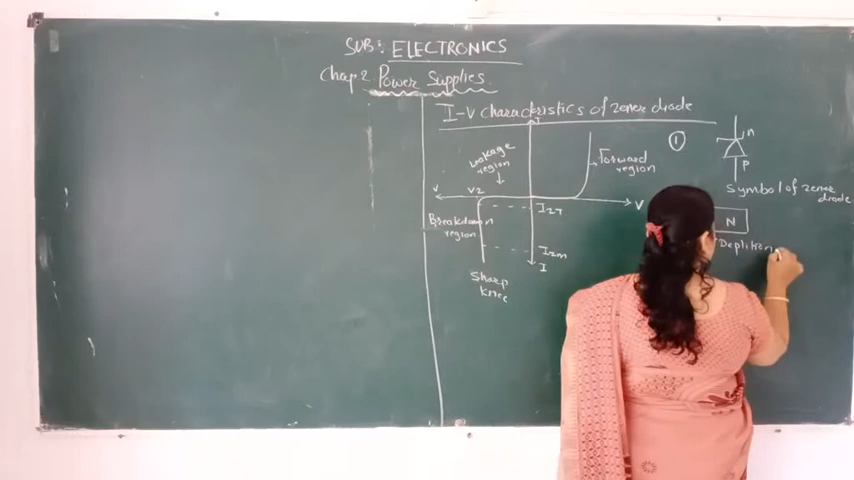 SUB: ELECTRONICS
Chap 2 Power Supplies
I-V Characteristics of zener diode
I
1
n
P
Symbol of zener
diode
Leakage
region
Forward
region
V
VZ
V
IZT
Breakdown
region
IZM
I
Sharp
knee
N
Deplition